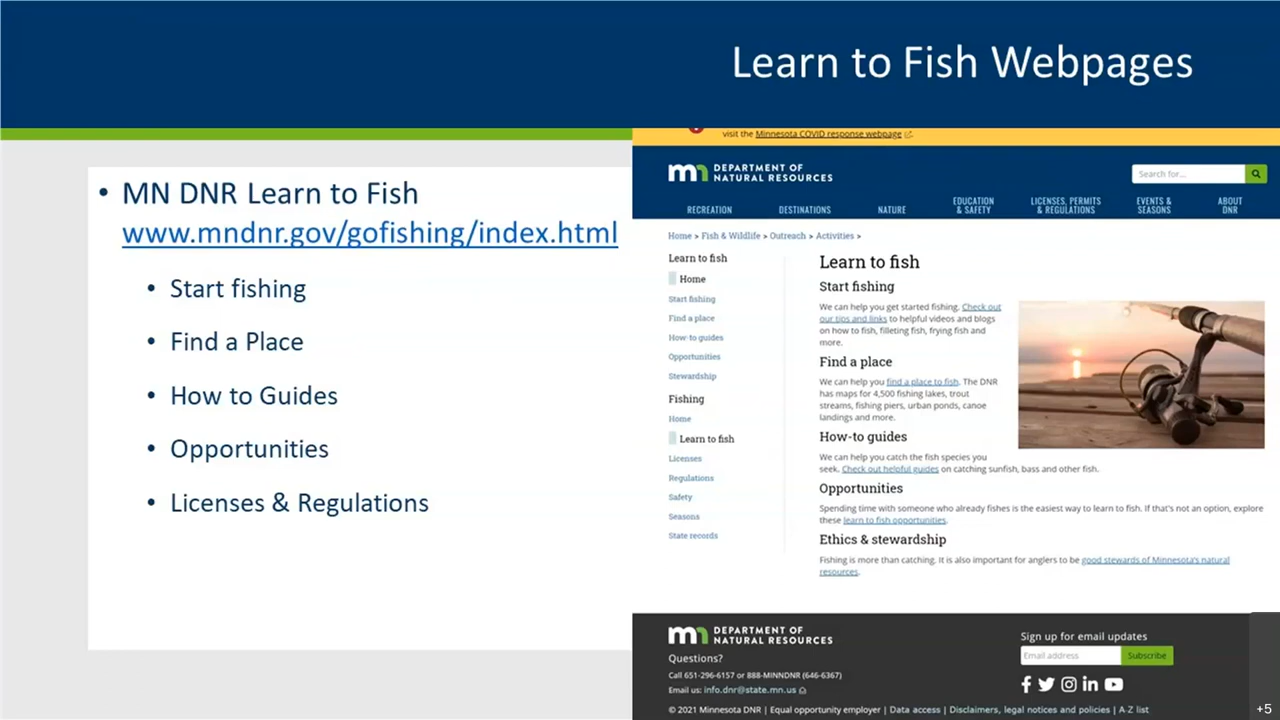 Learn to Fish Webpages
• MN DNR Learn to Fish
www.mndnr.gov/gofishing/index.html
• Start fishing
• Find a Place
• How to Guides
• Opportunities
• Licenses & Regulations
visit the Minnesota COVID response webpage
DEPARTMENT OF
NATURAL RESOURCES
Search for...
RECREATION
DESTINATIONS
NATURE
EDUCATION
& SAFETY
LICENSES, PERMITS
& REGULATIONS
EVENTS &
SEASONS
ABOUT
DNR
Home > Fish & Wildlife > Outreach > Activities >
Learn to fish
Home
Start fishing
Find a place
How-to guides
Opportunities
Stewardship
Fishing
Home
Learn to fish
Licenses
Regulations
Safety
Seasons
State records
Learn to fish
Start fishing
We can help you get started fishing. Check out
our tips and links to helpful videos and blogs
on how to fish, filleting fish, frying fish and
more.
Find a place
We can help you find a place to fish. The DNR
has maps for 4,500 fishing lakes, trout
streams, fishing piers, urban ponds, canoe
landings and more.
How-to guides
We can help you catch the fish species you
seek. Check out helpful guides on catching sunfish, bass and other fish.
Opportunities
Spending time with someone who already fishes is the easiest way to learn to fish. If that's not an option, explore
these learn to fish opportunities.
Ethics & stewardship
Fishing is more than catching. It is also important for anglers to be good stewards of Minnesota's natural
resources.
DEPARTMENT OF
NATURAL RESOURCES
Questions?
Call 651-296-6157 or 888-MINNDNR (646-6367)
Email us: info.dnr@state.mn.us
Sign up for email updates
Email address
Subscribe
© 2021 Minnesota DNR | Equal opportunity employer | Data access | Disclaimers, legal notices and policies | A-Z list
+5